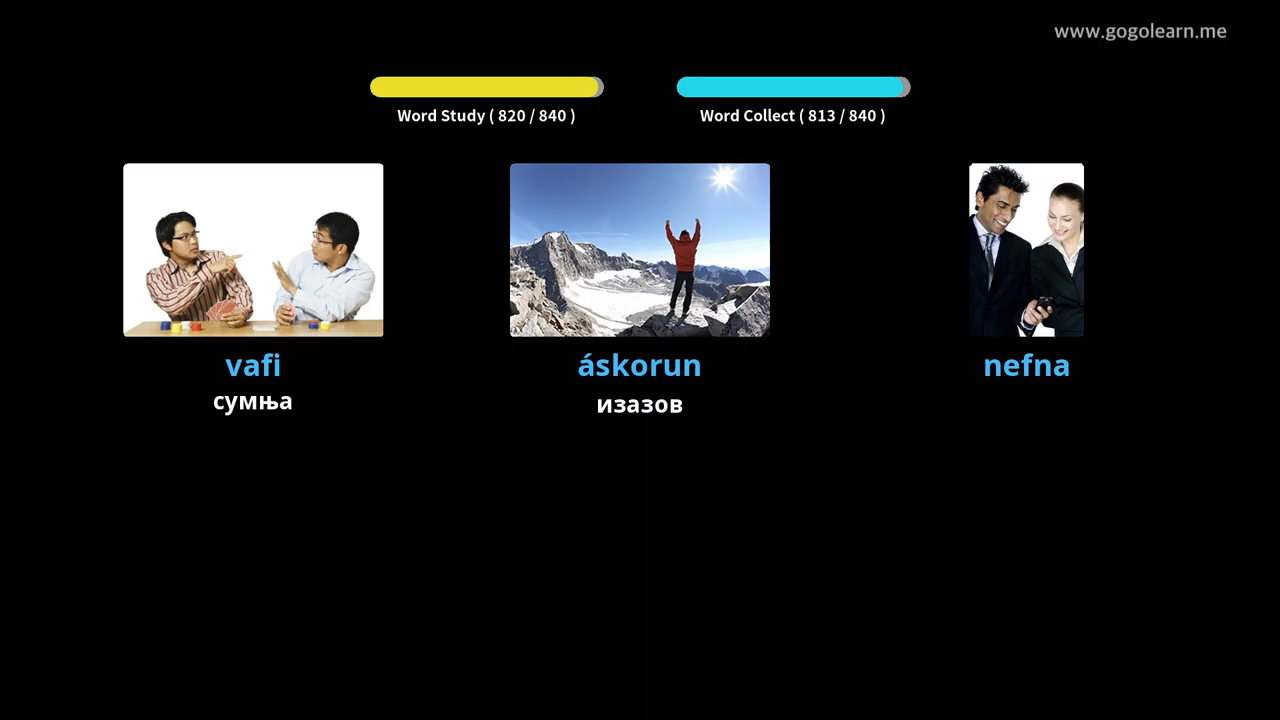 www.gogolearn.me
Word Study ( 820 / 840 )
Word Collect ( 813 / 840 )
vafi
áskorun
nefna
сумња
изазов